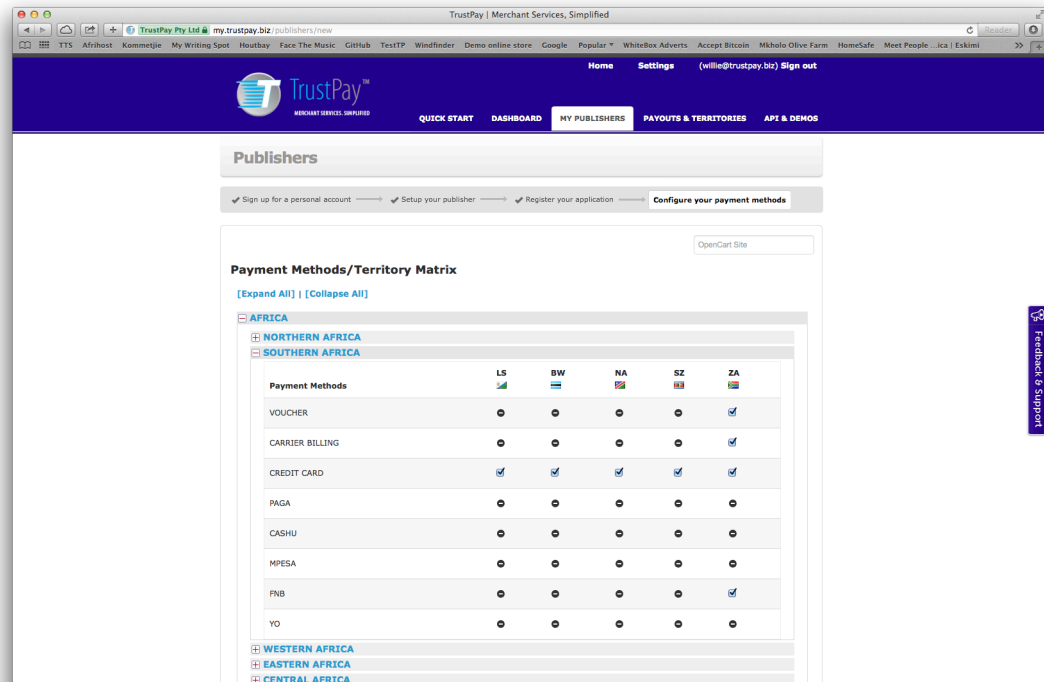 TrustPay | Merchant Services, Simplified
TrustPay Pty Ltd my.trustpay.biz/publishers/new Reader
TTS Afrihost Kommetjie My Writing Spot Houtbay Face The Music GitHub TestTP Windfinder Demo online store Google Popular WhiteBox Adverts Accept Bitcoin Mkholo Olive Farm HomeSafe Meet People ...ica | Eskimi
Home Settings (willie@trustpay.biz) Sign out
TrustPay™
MERCHANT SERVICES. SIMPLIFIED
QUICK START DASHBOARD MY PUBLISHERS PAYOUTS & TERRITORIES API & DEMOS
Publishers
Sign up for a personal account Setup your publisher Register your application Configure your payment methods
OpenCart Site
Payment Methods/Territory Matrix
[Expand All] | [Collapse All]
AFRICA
NORTHERN AFRICA
SOUTHERN AFRICA
Payment Methods LS BW NA SZ ZA
VOUCHER
CARRIER BILLING
CREDIT CARD
PAGA
CASHU
MPESA
FNB
YO
WESTERN AFRICA
EASTERN AFRICA
CENTRAL AFRICA
Feedback & Support